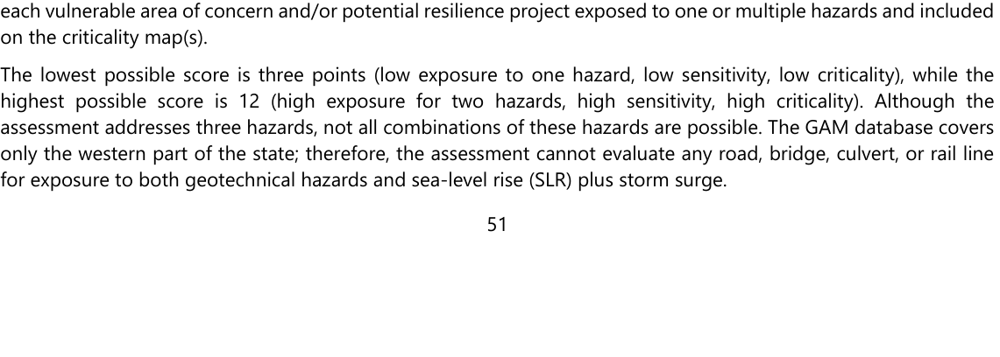 each vulnerable area of concern and/or potential resilience project exposed to one or multiple hazards and included
on the criticality map(s).
The lowest possible score is three points (low exposure to one hazard, low sensitivity, low criticality), while the
highest possible score is 12 (high exposure for two hazards, high sensitivity, high criticality). Although the
assessment addresses three hazards, not all combinations of these hazards are possible. The GAM database covers
only the western part of the state; therefore, the assessment cannot evaluate any road, bridge, culvert, or rail line
for exposure to both geotechnical hazards and sea-level rise (SLR) plus storm surge.
51